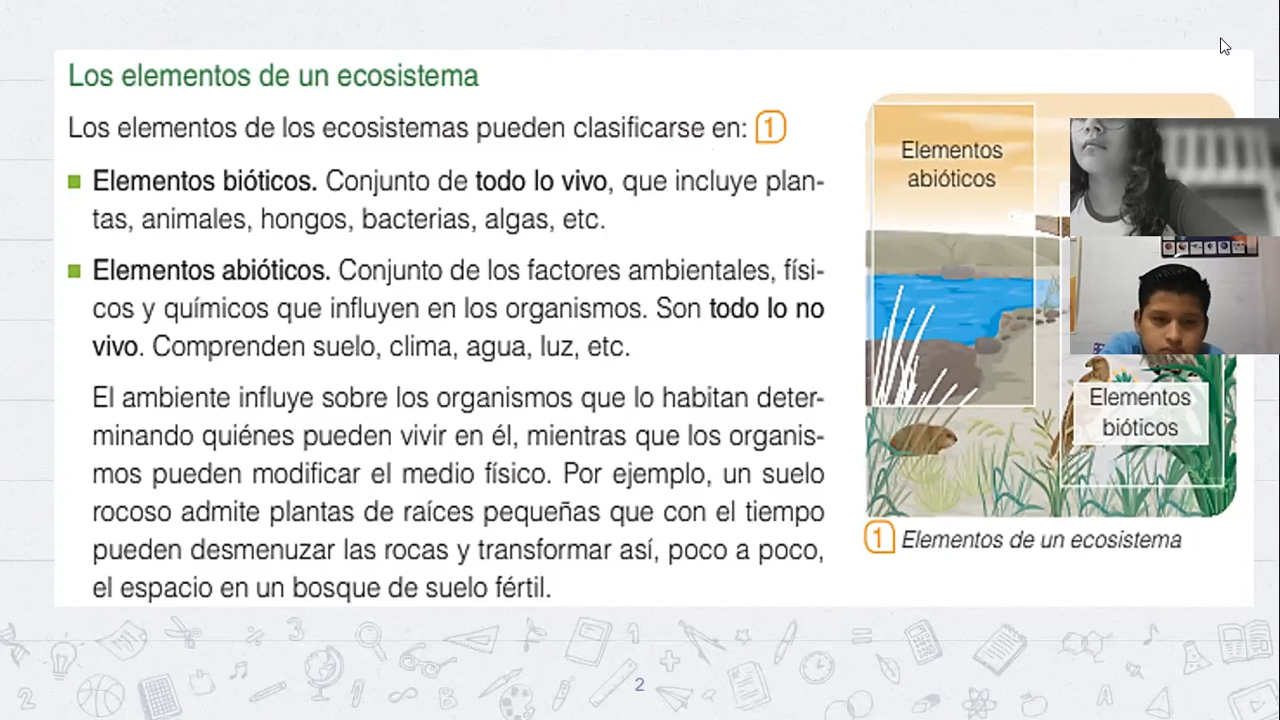 Los elementos de un ecosistema
Los elementos de los ecosistemas pueden clasificarse en: 1
Elementos bióticos. Conjunto de todo lo vivo, que incluye plan-
tas, animales, hongos, bacterias, algas, etc.
Elementos abióticos. Conjunto de los factores ambientales, físi-
cos y químicos que influyen en los organismos. Son todo lo no
vivo. Comprenden suelo, clima, agua, luz, etc.
El ambiente influye sobre los organismos que lo habitan deter-
minando quiénes pueden vivir en él, mientras que los organis-
mos pueden modificar el medio físico. Por ejemplo, un suelo
rocoso admite plantas de raíces pequeñas que con el tiempo
pueden desmenuzar las rocas y transformar así, poco a poco,
el espacio en un bosque de suelo fértil.
Elementos
abióticos
Elementos
bióticos
1 Elementos de un ecosistema
2